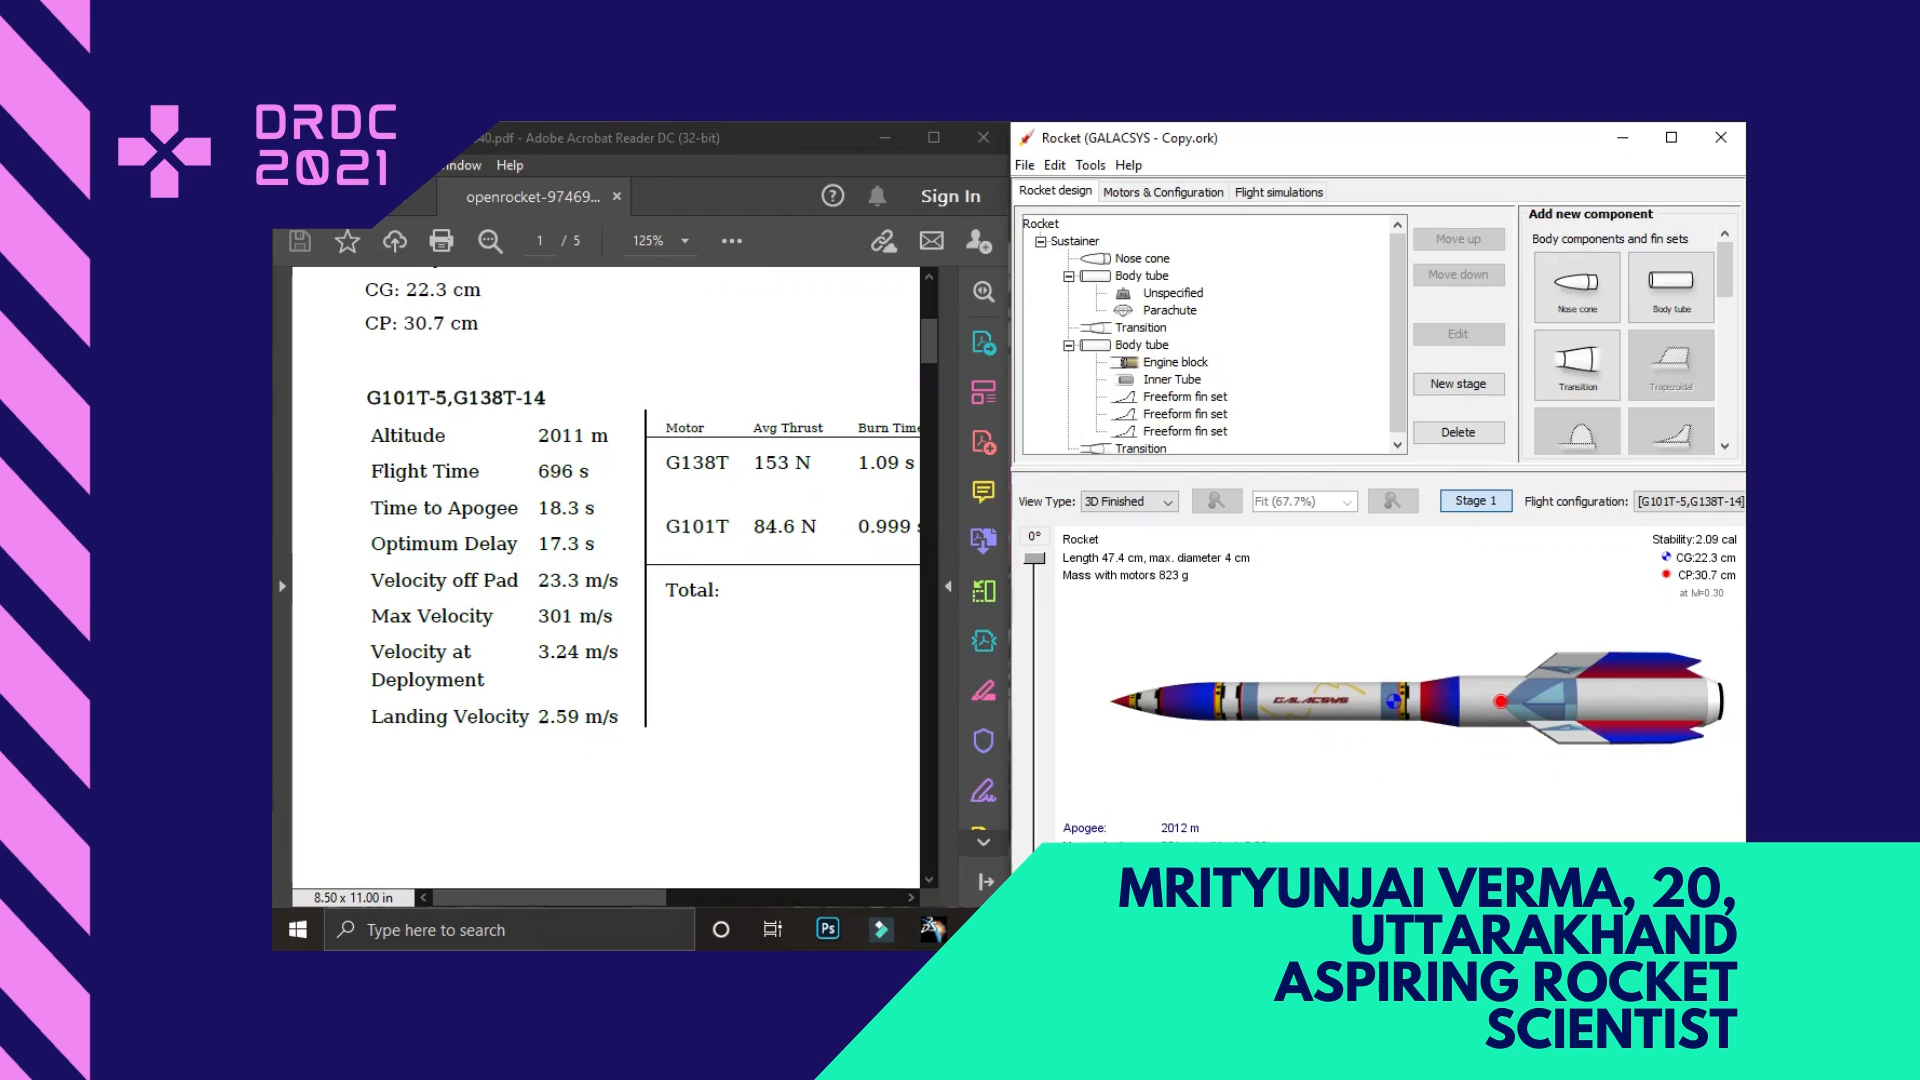 DRDC
2021
40.pdf - Adobe Acrobat Reader DC (32-bit)
indow Help
openrocket-97469... ×
Sign In
1 / 5
125%
CG: 22.3 cm
CP: 30.7 cm
G101T-5,G138T-14
Altitude 2011 m
Flight Time 696 s
Time to Apogee 18.3 s
Optimum Delay 17.3 s
Velocity off Pad 23.3 m/s
Max Velocity 301 m/s
Velocity at 3.24 m/s
Deployment
Landing Velocity 2.59 m/s
Motor Avg Thrust Burn Time
G138T 153 N 1.09 s
G101T 84.6 N 0.999 s
Total:
8.50 x 11.00 in
Type here to search
Ps
Rocket (GALACSYS - Copy.ork)
File Edit Tools Help
Rocket design Motors & Configuration Flight simulations
Rocket
Sustainer
Nose cone
Body tube
Unspecified
Parachute
Transition
Body tube
Engine block
Inner Tube
Freeform fin set
Freeform fin set
Freeform fin set
Transition
Move up
Move down
Edit
New stage
Delete
Add new component
Body components and fin sets
Nose cone
Body tube
Transition
Trapezoidal
View Type: 3D Finished
Fit (67.7%)
Stage 1
Flight configuration: [G101T-5,G138T-14]
0°
Rocket
Length 47.4 cm, max. diameter 4 cm
Mass with motors 823 g
Stability:2.09 cal
CG:22.3 cm
CP:30.7 cm
at M=0.30
GALACSYS
Apogee: 2012 m
MRITYUNJAI VERMA, 20,
UTTARAKHAND
ASPIRING ROCKET
SCIENTIST